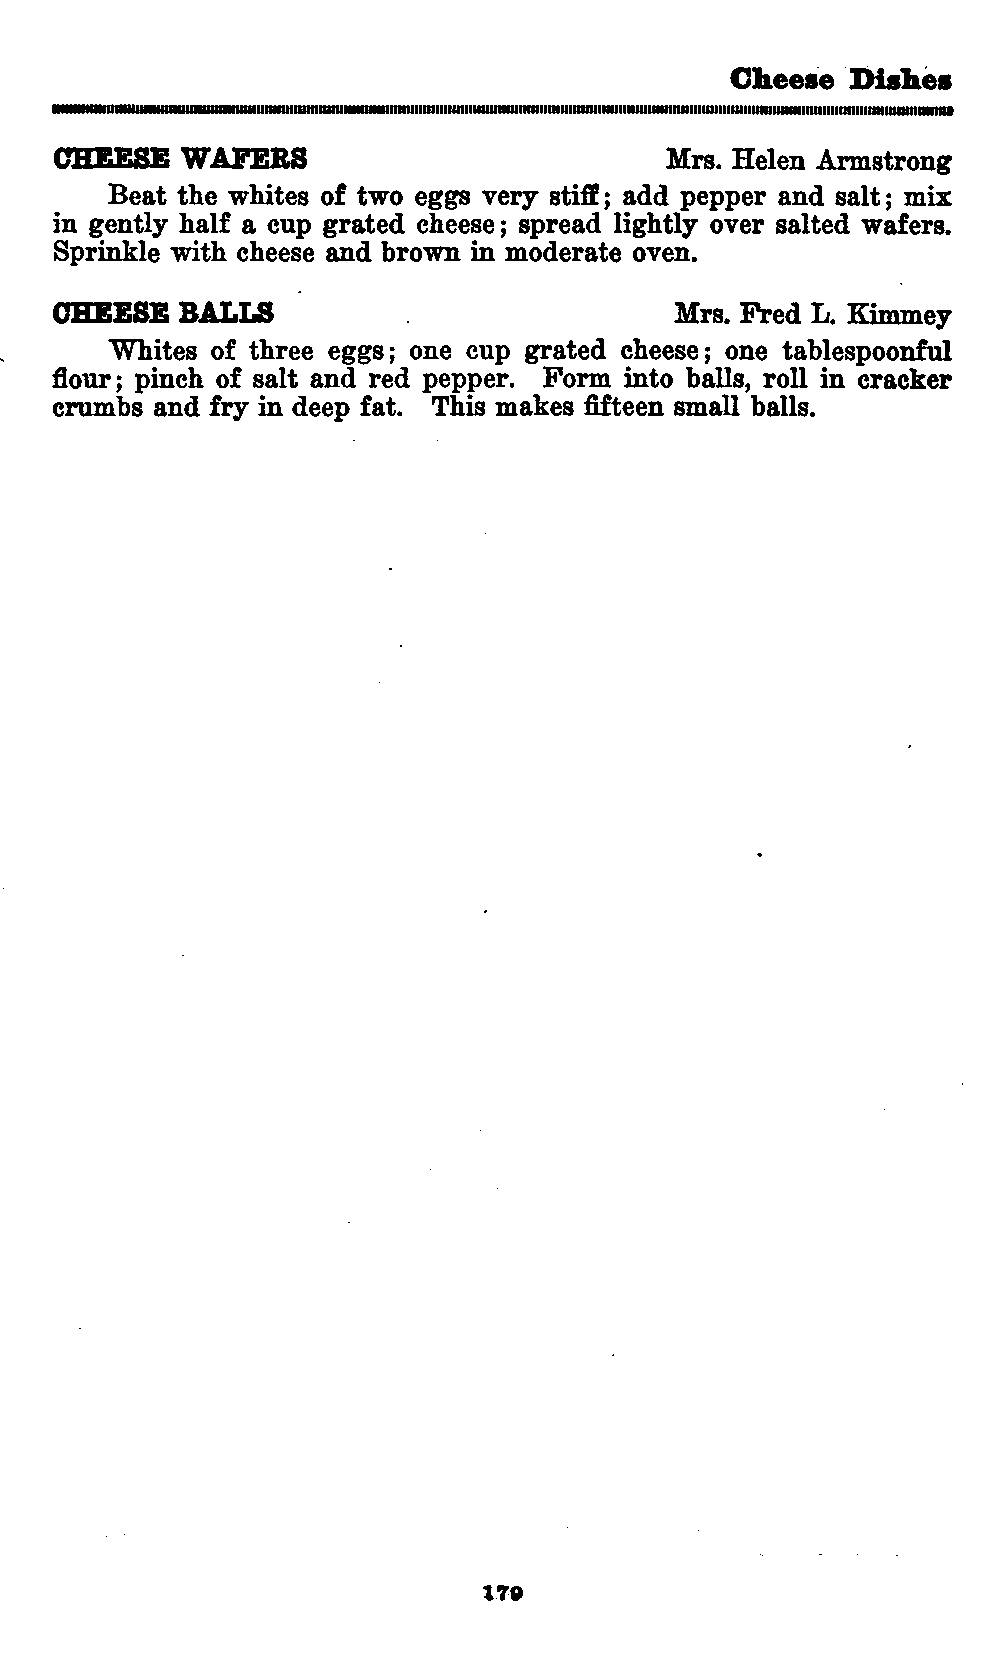 Cheese Dishes
CHEESE WAFERS Mrs. Helen Armstrong
Beat the whites of two eggs very stiff; add pepper and salt; mix
in gently half a cup grated cheese; spread lightly over salted wafers.
Sprinkle with cheese and brown in moderate oven.
CHEESE BALLS Mrs. Fred L. Kimmey
Whites of three eggs; one cup grated cheese; one tablespoonful
flour; pinch of salt and red pepper. Form into balls, roll in cracker
crumbs and fry in deep fat. This makes fifteen small balls.
179